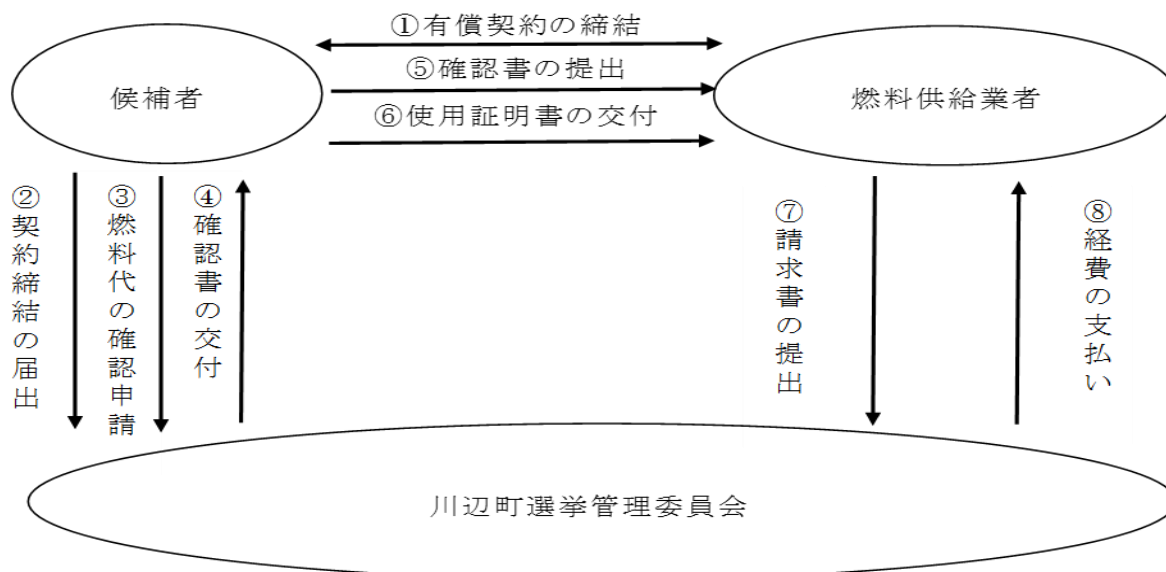 ①有償契約の締結
候補者
⑤確認書の提出
燃料供給業者
⑥使用証明書の交付
②契約締結の届出
③燃料代の確認申請
④確認書の交付
⑦請求書の提出
⑧経費の支払い
川辺町選挙管理委員会